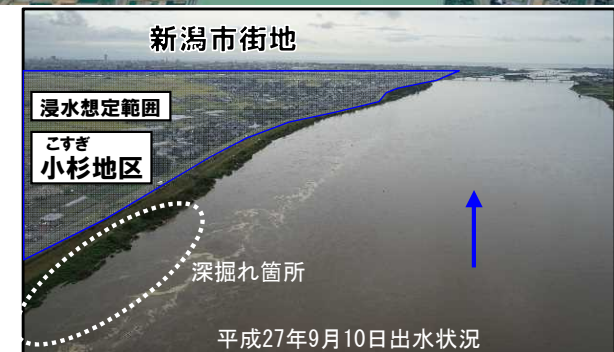 新潟市街地
浸水想定範囲
こすぎ
小杉地区
深掘れ箇所
平成27年9月10日出水状況